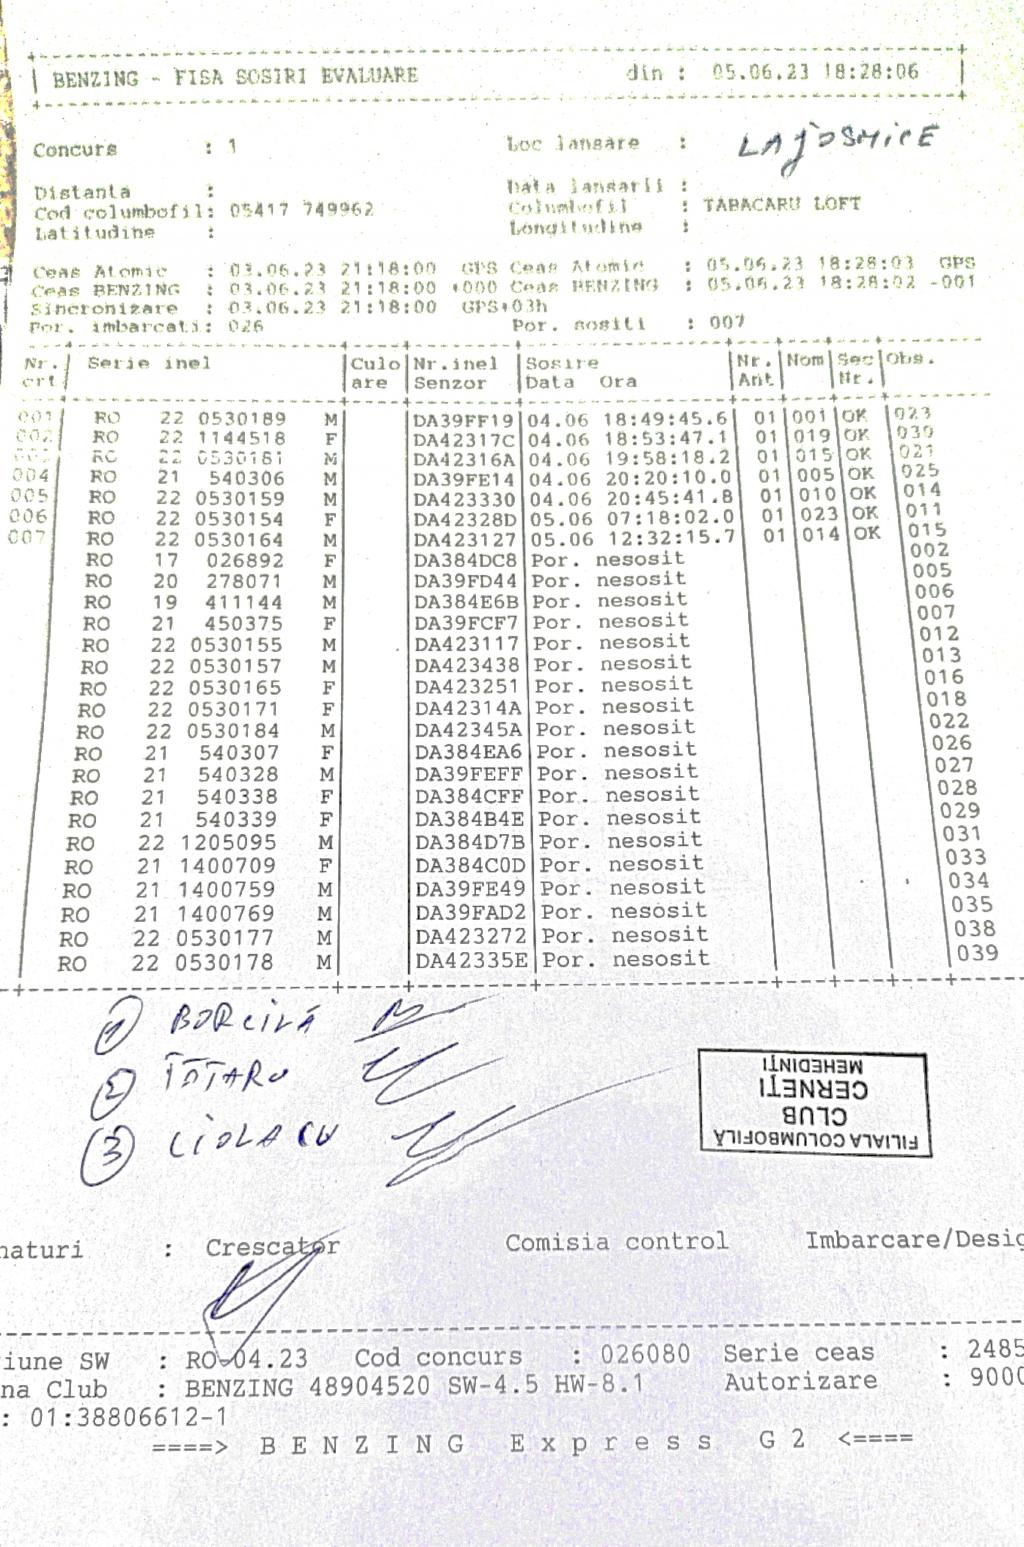 BENZING - FISA SOSIRI EVALUARE din : 05.06.23 18:28:06
Concurs : 1 Loc lansare : LAJOSMICE
Distanta : Data lansarii :
Cod columbofil: 05417 749962 Columbofil : TABACARU LOFT
Latitudine : Longitudine :
Ceas Atomic : 03.06.23 21:18:00 GPS Ceas Atomic : 05.06.23 18:28:03 GPS
Ceas BENZING : 03.06.23 21:18:00 +000 Ceas BENZING : 05.06.23 18:28:02 -001
Sincronizare : 03.06.23 21:18:00 GPS+03h
Por. imbarcati: 026 Por. sositi : 007
Nr. Serie inel Culo Nr.inel Sosire Nr. Nom Sec Obs.
crt are Senzor Data Ora Ant Nr.
001 RO 22 0530189 M DA39FF19 04.06 18:49:45.6 01 001 OK 023
002 RO 22 1144518 F DA42317C 04.06 18:53:47.1 01 019 OK 030
003 RO 22 0530181 M DA42316A 04.06 19:58:18.2 01 015 OK 021
004 RO 21 540306 M DA39FE14 04.06 20:20:10.0 01 005 OK 025
005 RO 22 0530159 M DA423330 04.06 20:45:41.8 01 010 OK 014
006 RO 22 0530154 F DA42328D 05.06 07:18:02.0 01 023 OK 011
007 RO 22 0530164 M DA423127 05.06 12:32:15.7 01 014 OK 015
RO 17 026892 F DA384DC8 Por. nesosit 002
RO 20 278071 M DA39FD44 Por. nesosit 005
RO 19 411144 M DA384E6B Por. nesosit 006
RO 21 450375 F DA39FCF7 Por. nesosit 007
RO 22 0530155 M DA423117 Por. nesosit 012
RO 22 0530157 M DA423438 Por. nesosit 013
RO 22 0530165 F DA423251 Por. nesosit 016
RO 22 0530171 F DA42314A Por. nesosit 018
RO 22 0530184 M DA42345A Por. nesosit 022
RO 21 540307 F DA384EA6 Por. nesosit 026
RO 21 540328 M DA39FEFF Por. nesosit 027
RO 21 540338 F DA384CFF Por. nesosit 028
RO 21 540339 F DA384B4E Por. nesosit 029
RO 22 1205095 M DA384D7B Por. nesosit 031
RO 21 1400709 F DA384C0D Por. nesosit 033
RO 21 1400759 M DA39FE49 Por. nesosit 034
RO 21 1400769 M DA39FAD2 Por. nesosit 035
RO 22 0530177 M DA423272 Por. nesosit 038
RO 22 0530178 M DA42335E Por. nesosit 039
1 BORCILĂ
2 TĂTARU
3 CIOLACU
FILIALA COLUMBOFILĂ
CLUB
CERNEȚI
MEHEDINȚI
naturi : Crescator Comisia control Imbarcare/Desig
iune SW : RO-04.23 Cod concurs : 026080 Serie ceas : 2485
na Club : BENZING 48904520 SW-4.5 HW-8.1 Autorizare : 9000
: 01:38806612-1
====> BENZING Express G2 <====